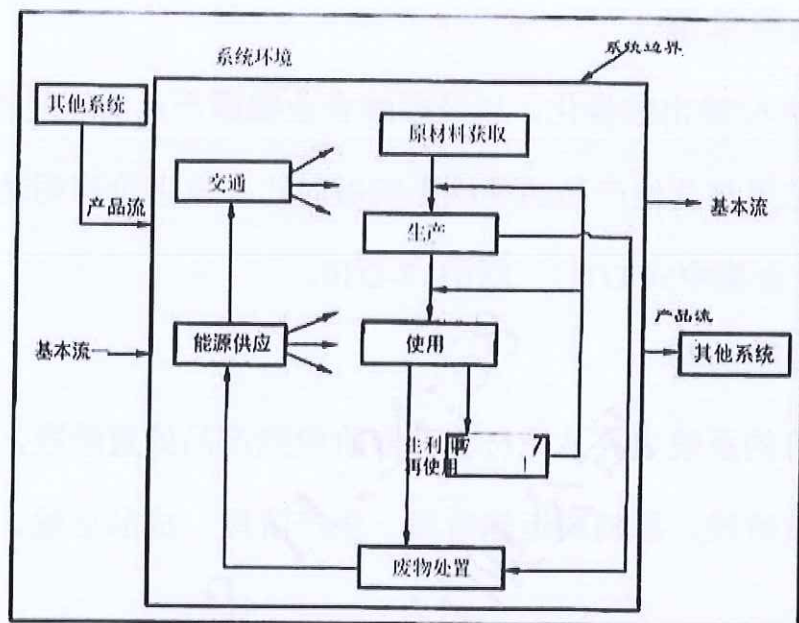 系统环境
系统边界
其他系统
原材料获取
交通
产品流
基本流
生产
产品流
基本流
能源供应
使用
其他系统
再使用
废物处置